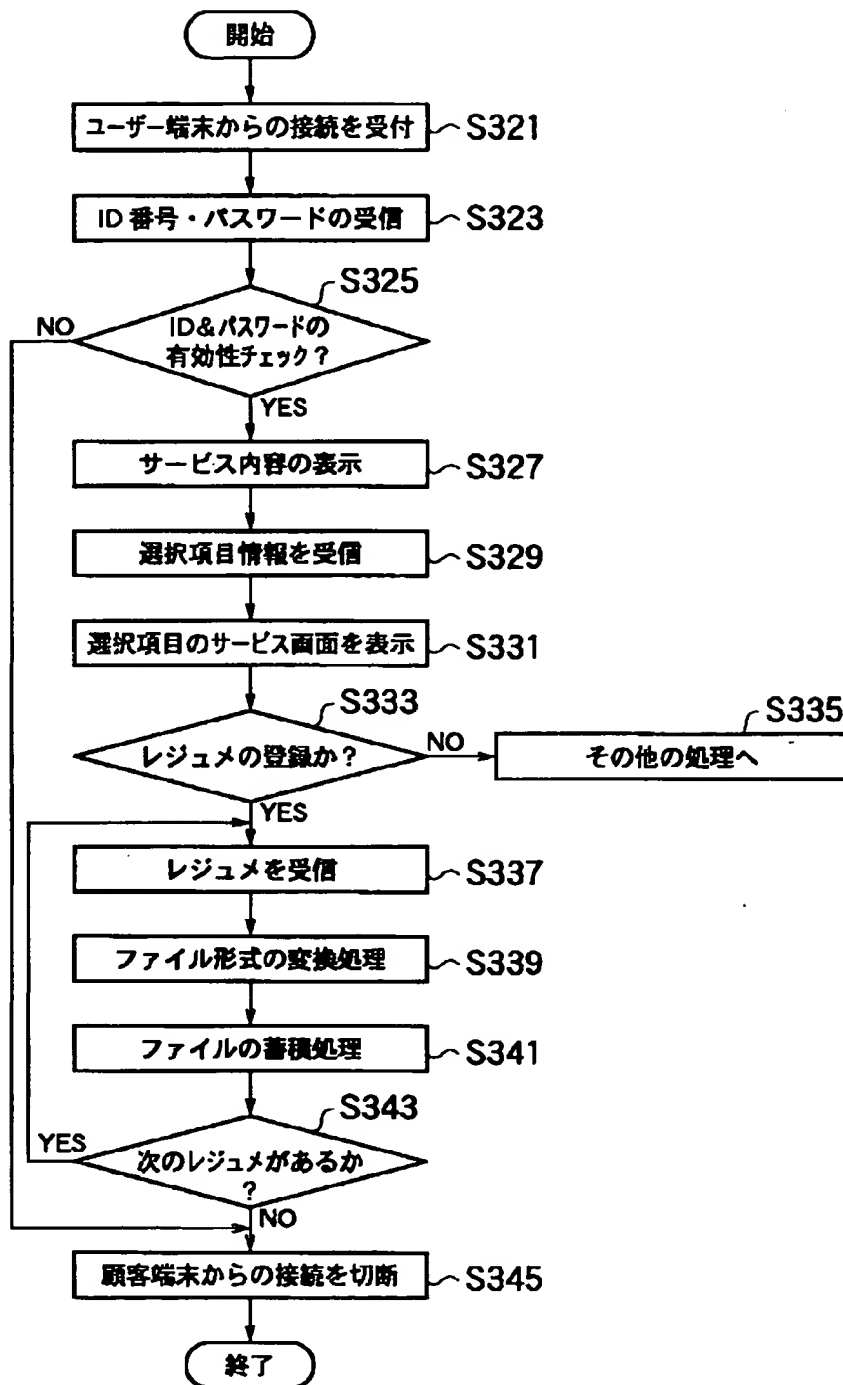 開始
ユーザー端末からの接続を受付
S321
ID番号・パスワードの受信
S323
S325
NO
ID&パスワードの
有効性チェック？
YES
サービス内容の表示
S327
選択項目情報を受信
S329
選択項目のサービス画面を表示
S331
S333
レジュメの登録か？
NO
S335
その他の処理へ
YES
レジュメを受信
S337
ファイル形式の変換処理
S339
ファイルの蓄積処理
S341
S343
YES
次のレジュメがあるか
？
NO
顧客端末からの接続を切断
S345
終了